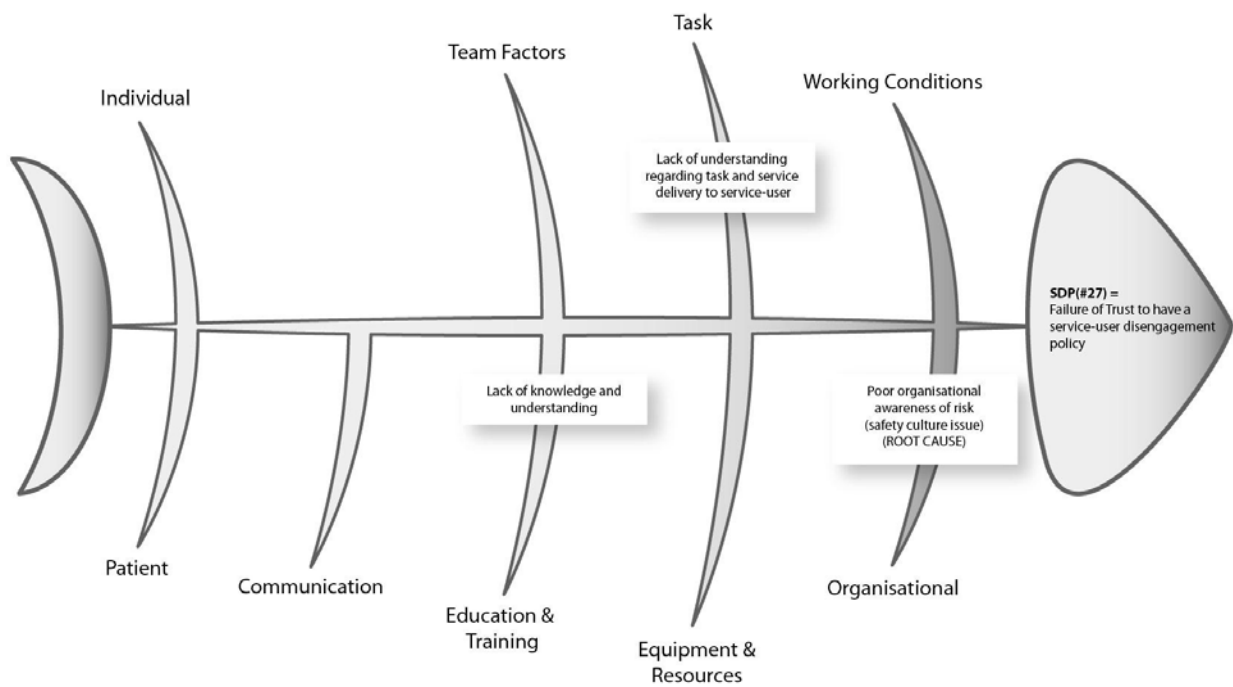 Task
Team Factors
Working Conditions
Individual
Lack of understanding
regarding task and service
delivery to service-user
SDP(#27) =
Failure of Trust to have a
service-user disengagement
policy
Lack of knowledge and
understanding
Poor organisational
awareness of risk
(safety culture issue)
(ROOT CAUSE)
Patient
Communication
Education &
Training
Equipment &
Resources
Organisational